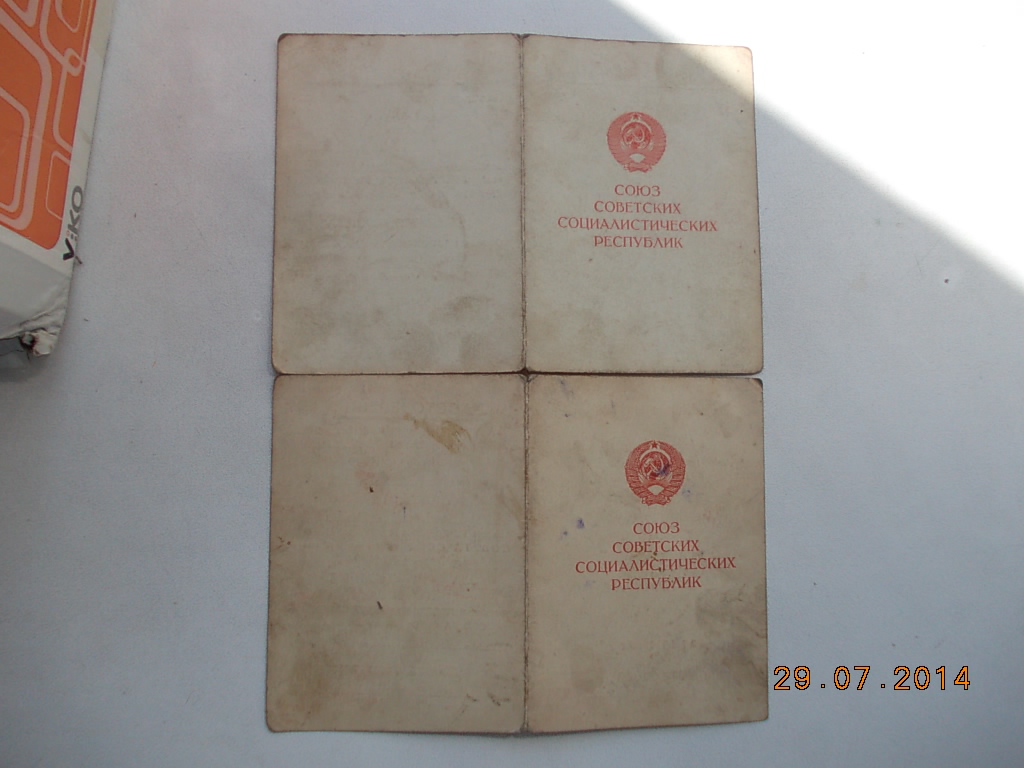 СОЮЗ
СОВЕТСКИХ
СОЦИАЛИСТИЧЕСКИХ
РЕСПУБЛИК
СОЮЗ
СОВЕТСКИХ
СОЦИАЛИСТИЧЕСКИХ
РЕСПУБЛИК
ViKO
29.07.2014